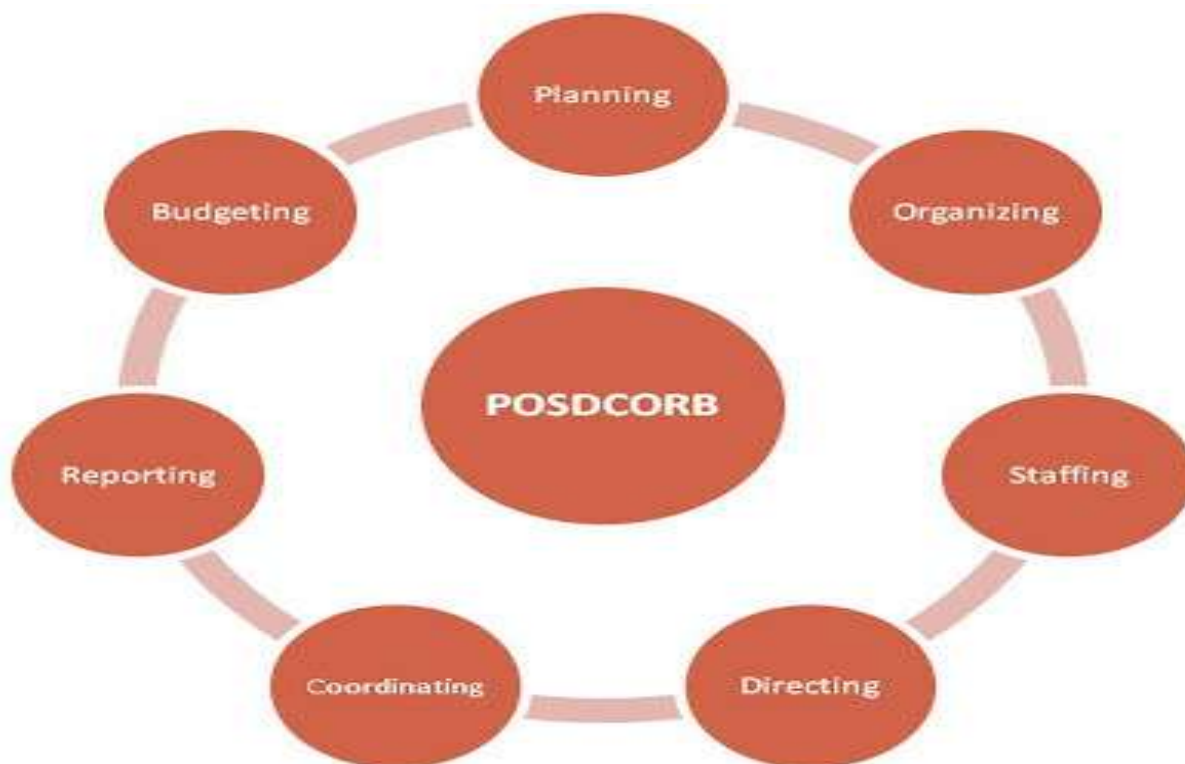 Planning
Organizing
Staffing
Directing
Coordinating
Reporting
Budgeting
POSDCORB